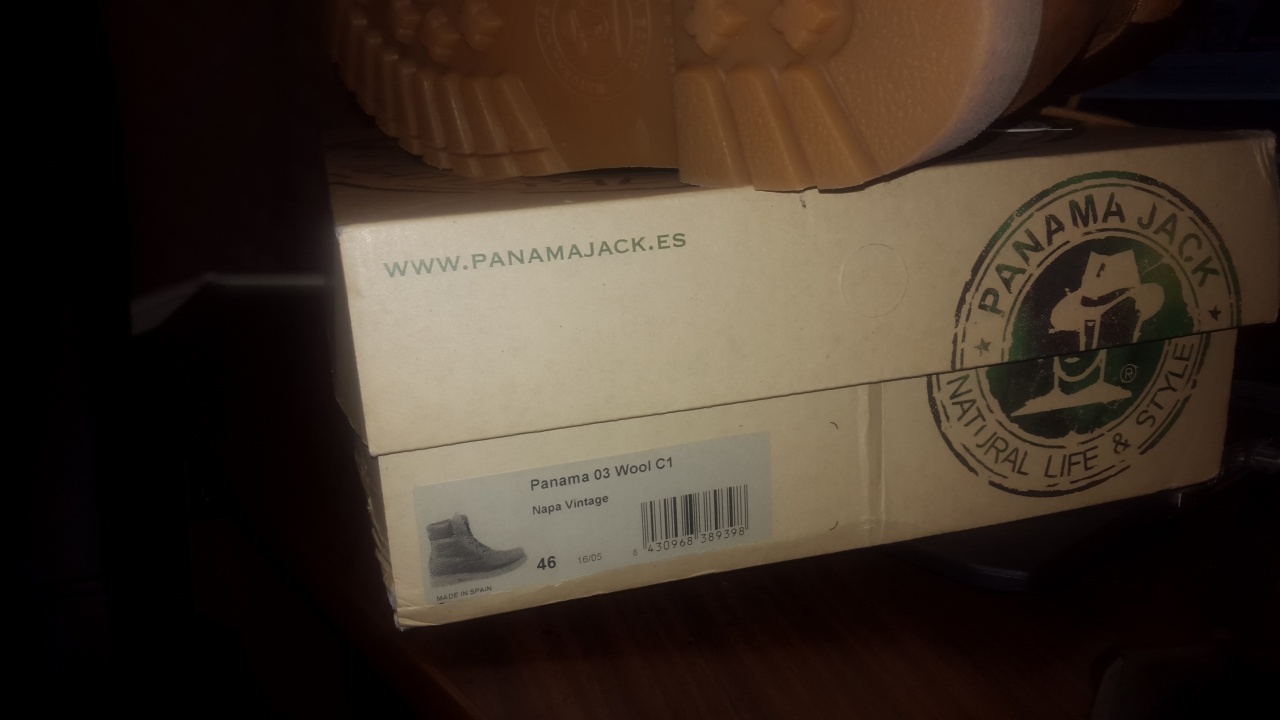 WWW.PANAMAJACK.ES
PANAMA JACK
NATURAL LIFE & STYLE
®
Panama 03 Wool C1
Napa Vintage
46
16/05
430968 389398
MADE IN SPAIN